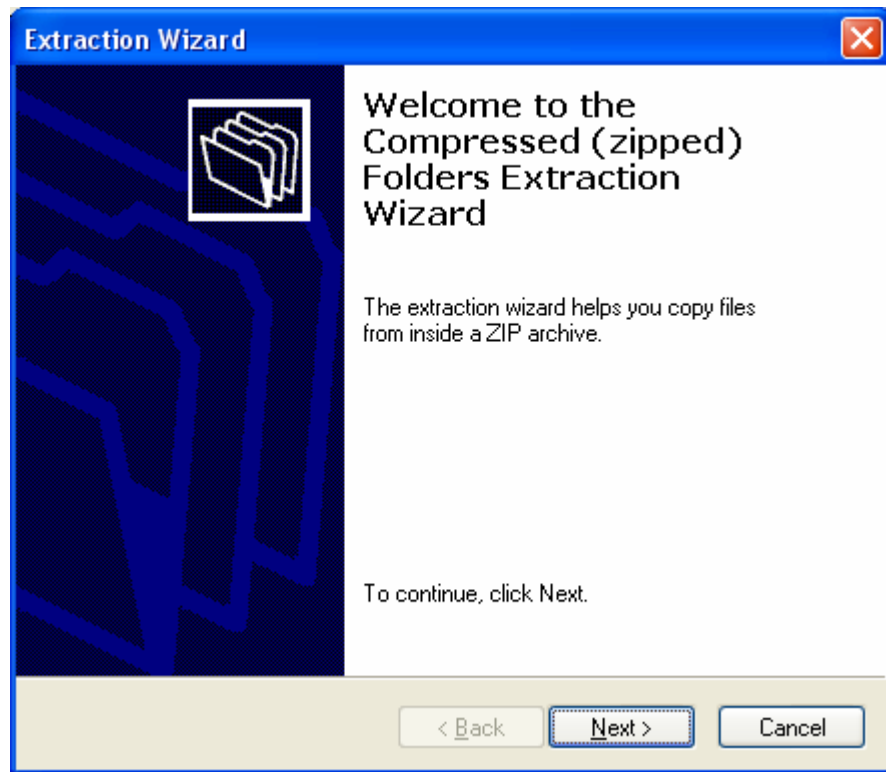 Extraction Wizard
Welcome to the
Compressed (zipped)
Folders Extraction
Wizard
The extraction wizard helps you copy files
from inside a ZIP archive.
To continue, click Next.
< Back
Next >
Cancel